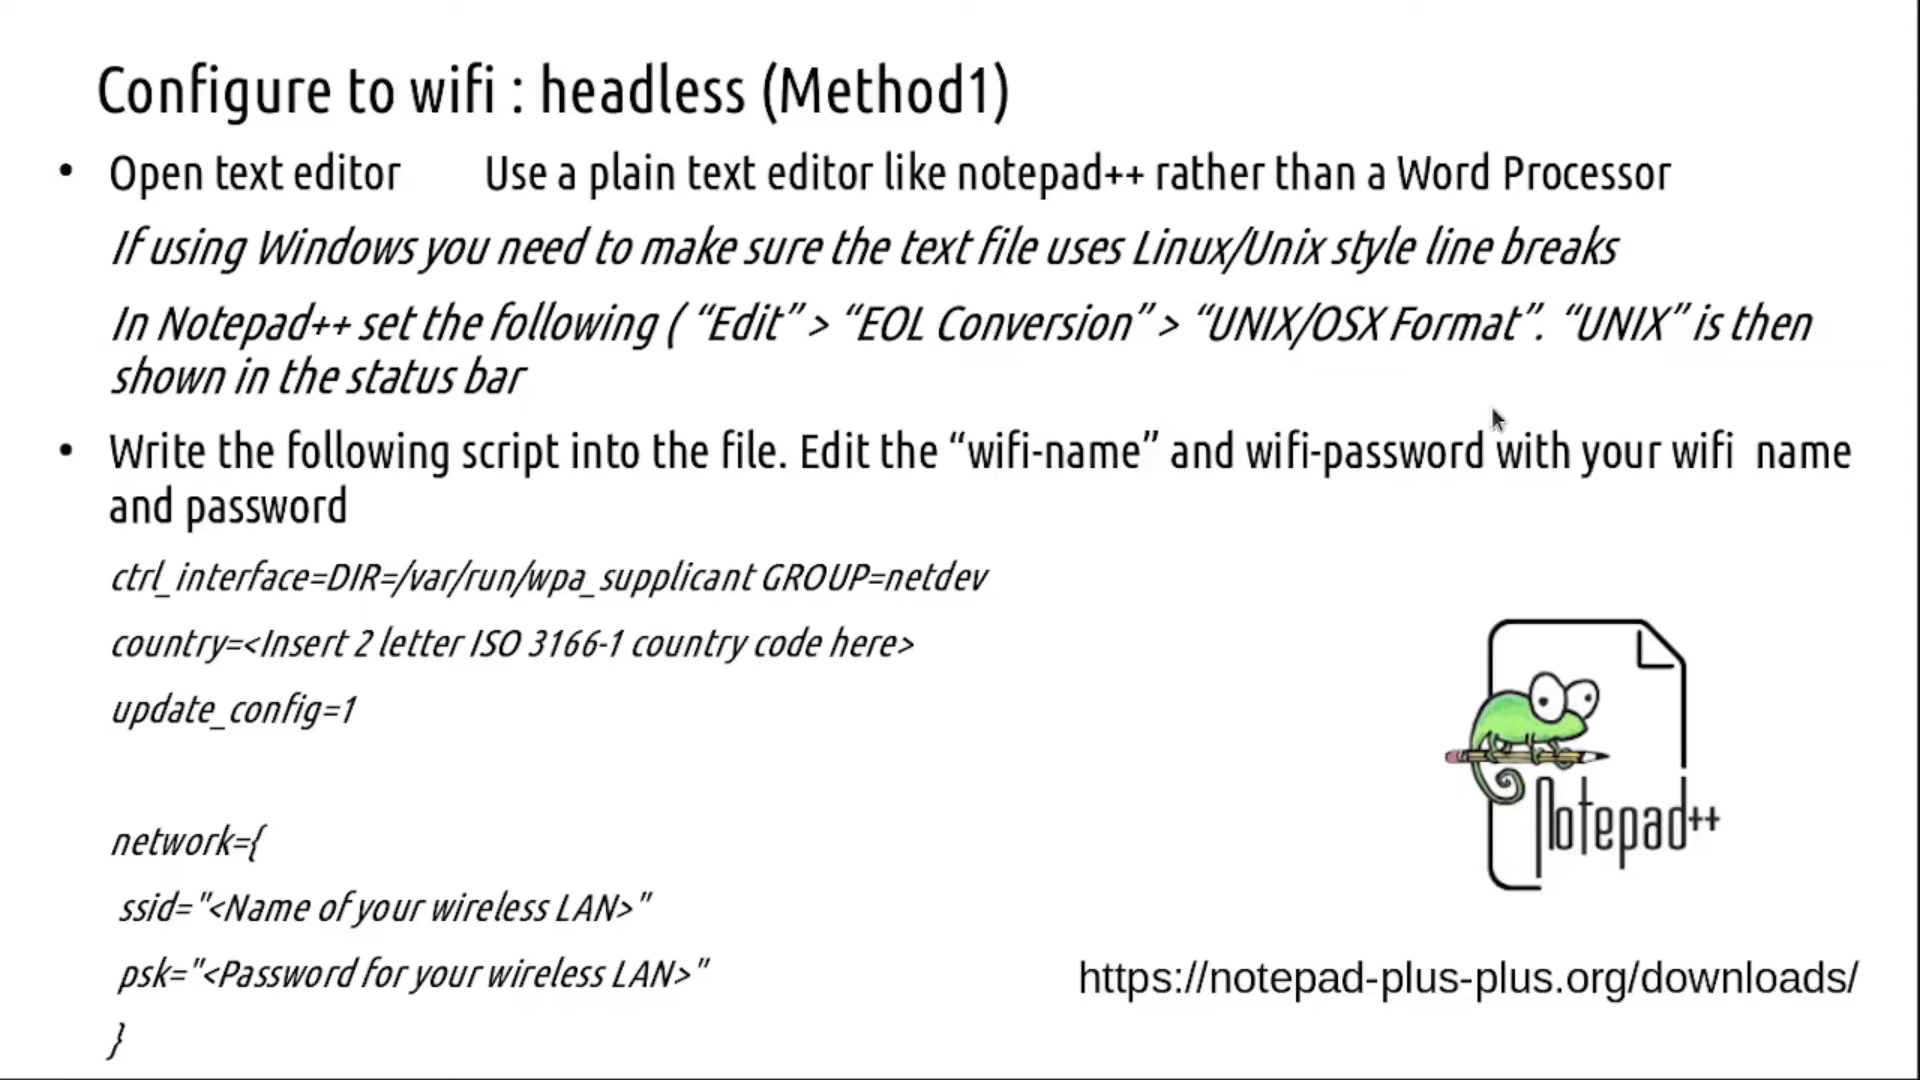 Configure to wifi : headless (Method1)
• Open text editor Use a plain text editor like notepad++ rather than a Word Processor
If using Windows you need to make sure the text file uses Linux/Unix style line breaks
In Notepad++ set the following ( “Edit” > “EOL Conversion” > “UNIX/OSX Format”. “UNIX” is then
shown in the status bar
• Write the following script into the file. Edit the “wifi-name” and wifi-password with your wifi name
and password
ctrl_interface=DIR=/var/run/wpa_supplicant GROUP=netdev
country=<Insert 2 letter ISO 3166-1 country code here>
update_config=1
network={
ssid="<Name of your wireless LAN>"
psk="<Password for your wireless LAN>"
}
Notepad++
https://notepad-plus-plus.org/downloads/